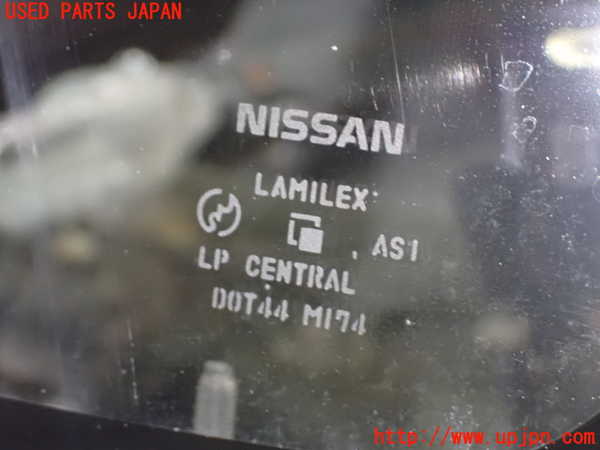 USED PARTS JAPAN
NISSAN
LAMILEX
. AS1
LP CENTRAL
DOT44 M174
http://www.upjpn.com/